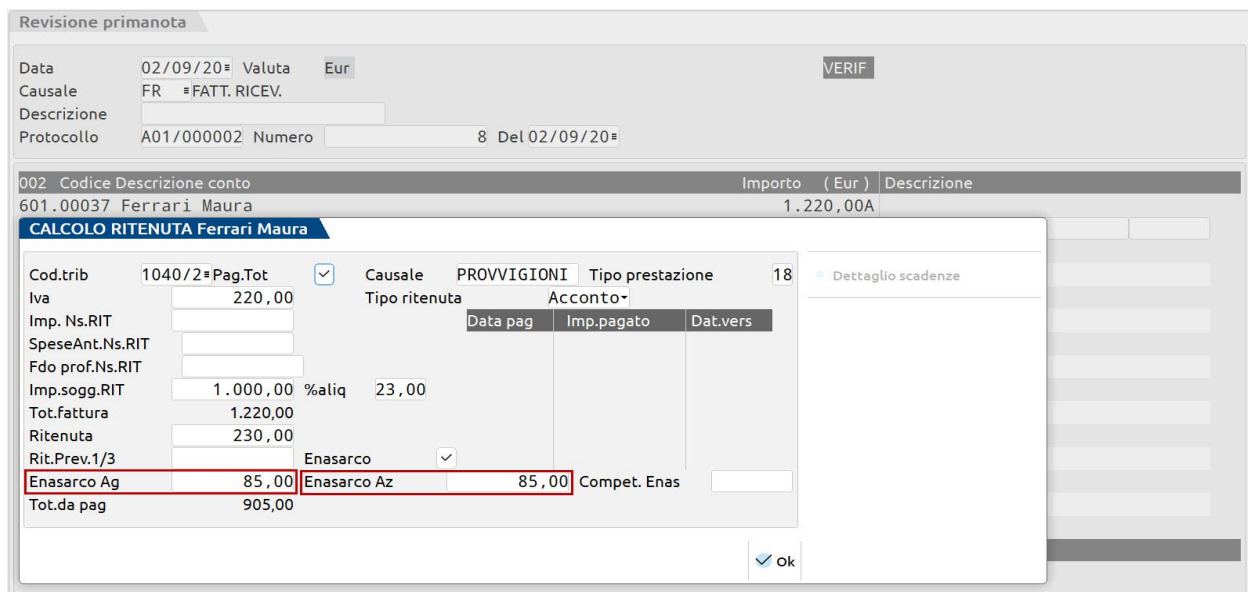 Revisione primanota
Data 02/09/20 Valuta Eur VERIF
Causale FR FATT. RICEV.
Descrizione
Protocollo A01/000002 Numero 8 Del 02/09/20
002 Codice Descrizione conto Importo ( Eur ) Descrizione
601.00037 Ferrari Maura 1.220,00A
CALCOLO RITENUTA Ferrari Maura
Cod.trib 1040/2 Pag.Tot Causale PROVVIGIONI Tipo prestazione 18 Dettaglio scadenze
Iva 220,00 Tipo ritenuta Acconto
Imp. Ns.RIT Data pag Imp.pagato Dat.vers
SpeseAnt.Ns.RIT
Fdo prof.Ns.RIT
Imp.sogg.RIT 1.000,00 %aliq 23,00
Tot.fattura 1.220,00
Ritenuta 230,00
Rit.Prev.1/3 Enasarco
Enasarco Ag 85,00 Enasarco Az 85,00 Compet. Enas
Tot.da pag 905,00
Ok